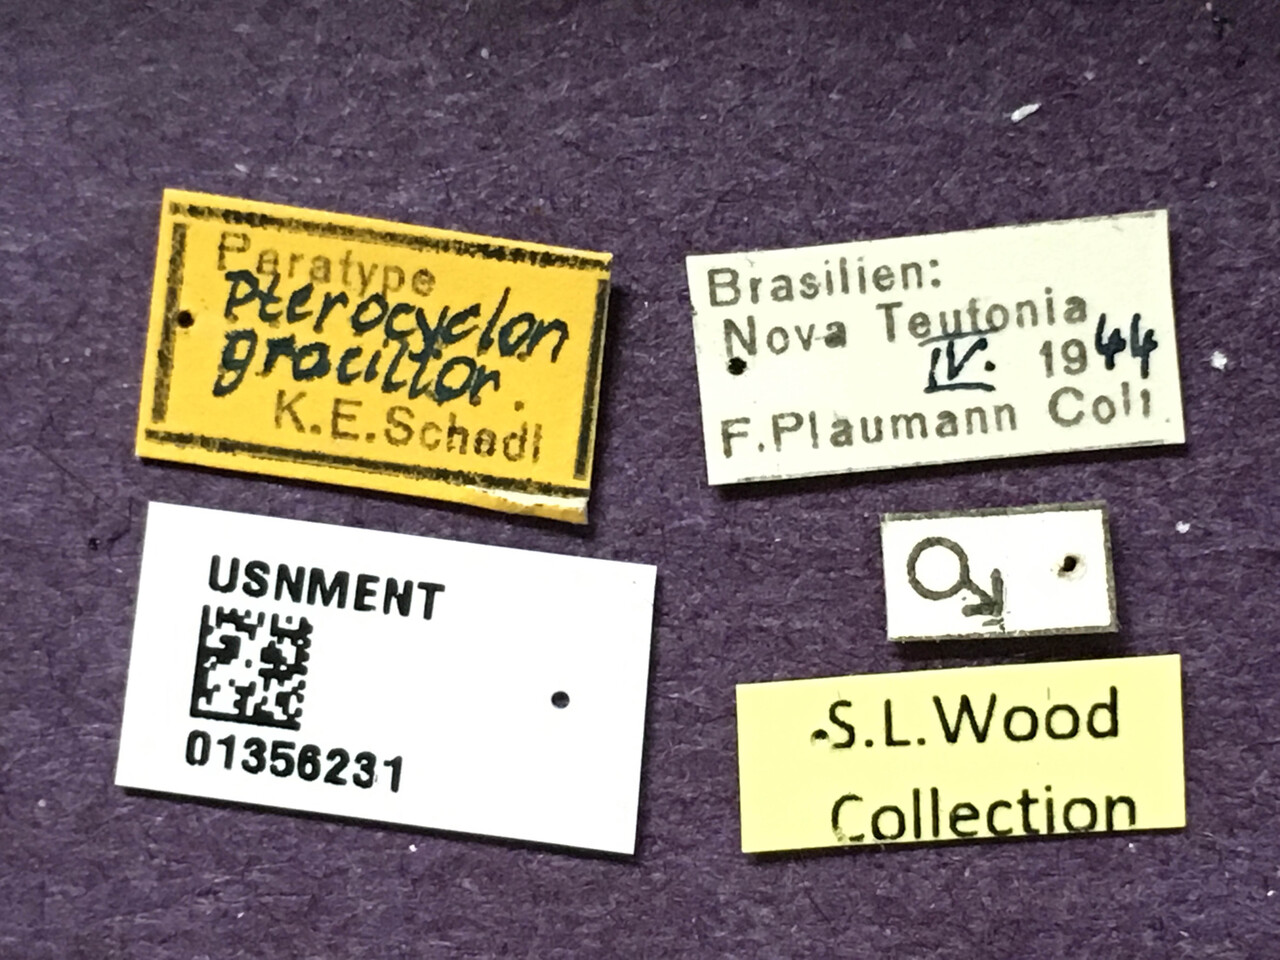 Paratype
Pterocyclon
gracilior.
K.E.Schedl
Brasilien:
Nova Teutonia
IV. 1944
F.Plaumann Coll.
USNMENT
01356231
♂
S.L.Wood
Collection